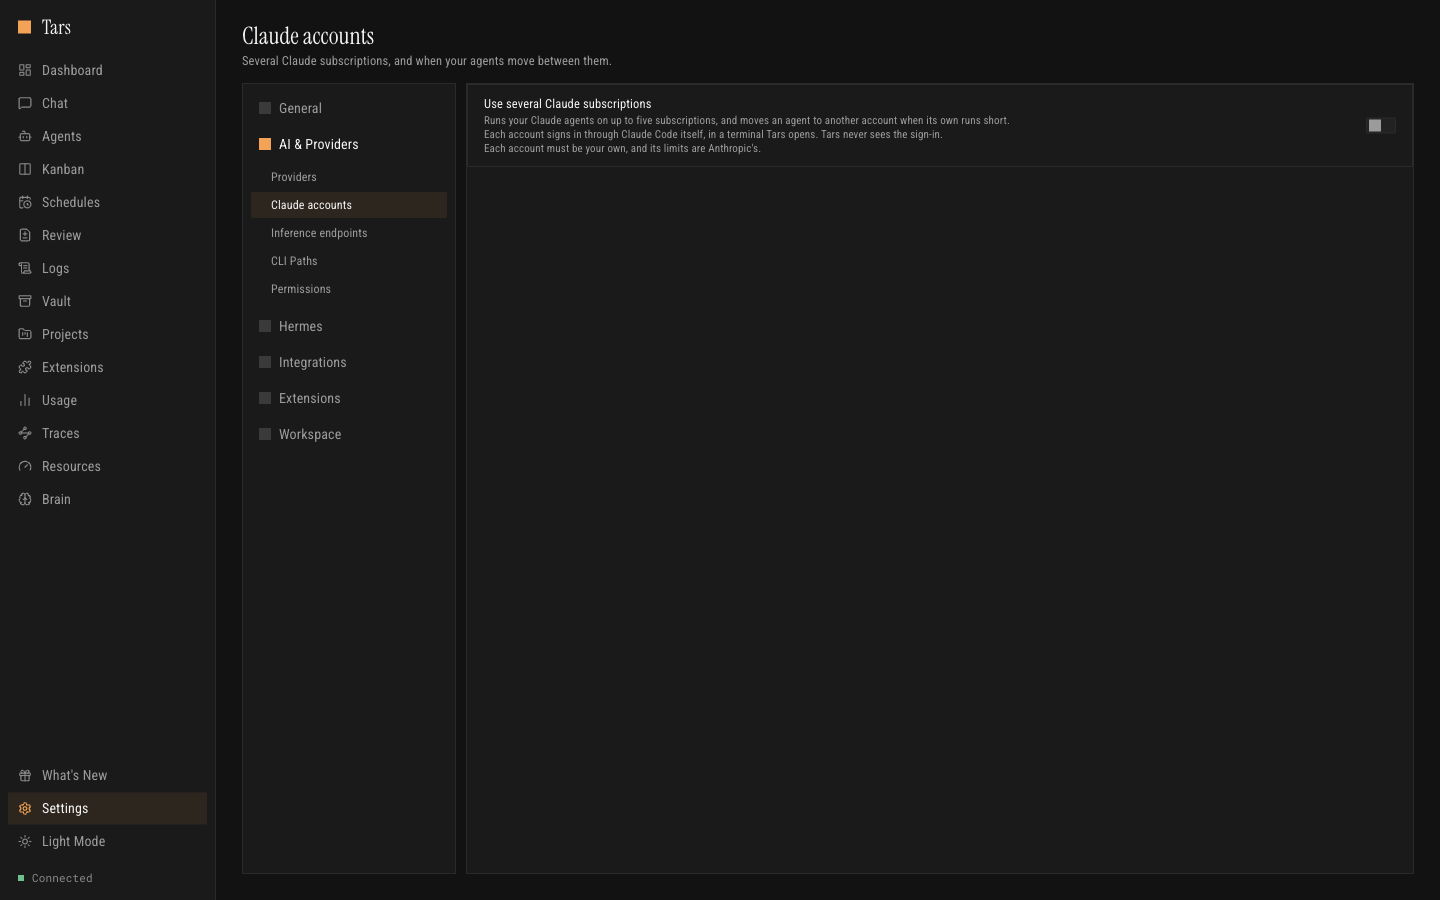 Tars
Dashboard
Chat
Agents
Kanban
Schedules
Review
Logs
Vault
Projects
Extensions
Usage
Traces
Resources
Brain
What's New
Settings
Light Mode
Connected
Claude accounts
Several Claude subscriptions, and when your agents move between them.
General
AI & Providers
Providers
Claude accounts
Inference endpoints
CLI Paths
Permissions
Hermes
Integrations
Extensions
Workspace
Use several Claude subscriptions
Runs your Claude agents on up to five subscriptions, and moves an agent to another account when its own runs short.
Each account signs in through Claude Code itself, in a terminal Tars opens. Tars never sees the sign-in.
Each account must be your own, and its limits are Anthropic's.